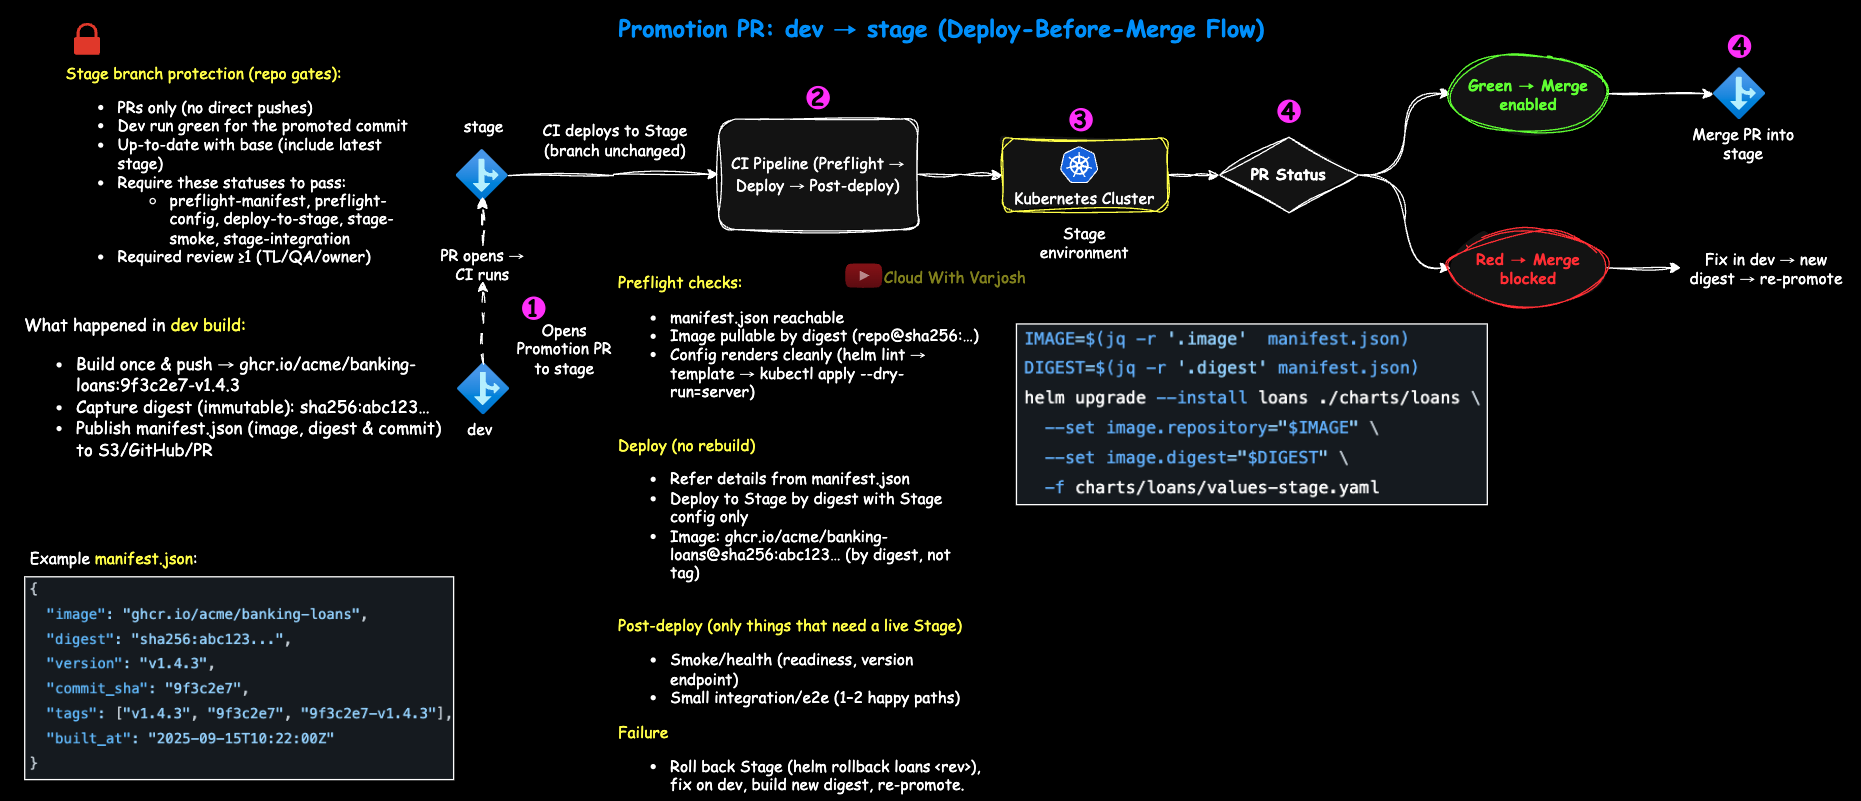 Promotion PR: dev → stage (Deploy-Before-Merge Flow)
Stage branch protection (repo gates):
• PRs only (no direct pushes)
• Dev run green for the promoted commit
• Up-to-date with base (include latest
stage)
• Require these statuses to pass:
◦ preflight-manifest, preflight-
config, deploy-to-stage, stage-
smoke, stage-integration
• Required review ≥1 (TL/QA/owner)
What happened in dev build:
• Build once & push → ghcr.io/acme/banking-
loans:9f3c2e7-v1.4.3
• Capture digest (immutable): sha256:abc123…
• Publish manifest.json (image, digest & commit)
to S3/GitHub/PR
Example manifest.json:
{
"image": "ghcr.io/acme/banking-loans",
"digest": "sha256:abc123...",
"version": "v1.4.3",
"commit_sha": "9f3c2e7",
"tags": ["v1.4.3", "9f3c2e7", "9f3c2e7-v1.4.3"],
"built_at": "2025-09-15T10:22:00Z"
}
stage
PR opens →
CI runs
1
Opens
Promotion PR
to stage
dev
CI deploys to Stage
(branch unchanged)
2
CI Pipeline (Preflight →
Deploy → Post-deploy)
3
Kubernetes Cluster
Stage
environment
4
PR Status
Green → Merge
enabled
4
Merge PR into
stage
Red → Merge
blocked
Fix in dev → new
digest → re-promote
Cloud With Varjosh
Preflight checks:
• manifest.json reachable
• Image pullable by digest (repo@sha256:…)
• Config renders cleanly (helm lint →
template → kubectl apply --dry-
run=server)
Deploy (no rebuild)
• Refer details from manifest.json
• Deploy to Stage by digest with Stage
config only
• Image: ghcr.io/acme/banking-
loans@sha256:abc123… (by digest, not
tag)
Post-deploy (only things that need a live Stage)
• Smoke/health (readiness, version
endpoint)
• Small integration/e2e (1–2 happy paths)
Failure
• Roll back Stage (helm rollback loans <rev>),
fix on dev, build new digest, re-promote.
IMAGE=$(jq -r '.image'  manifest.json)
DIGEST=$(jq -r '.digest' manifest.json)
helm upgrade --install loans ./charts/loans \
--set image.repository="$IMAGE" \
--set image.digest="$DIGEST" \
-f charts/loans/values-stage.yaml